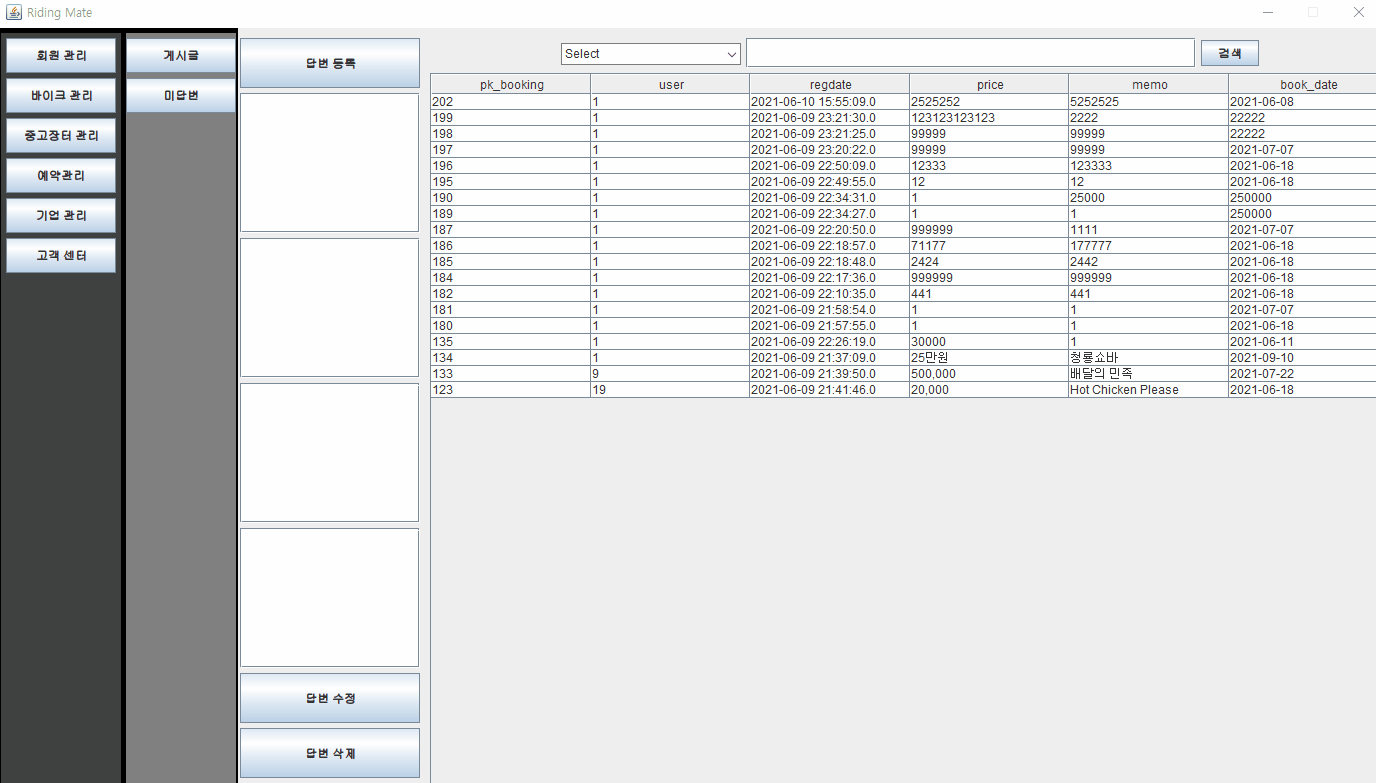 Riding Mate
회원 관리
바이크 관리
중고장터 관리
예약관리
기업 관리
고객 센터
게시글
미답변
답변 등록
답변 수정
답변 삭제
Select 검색
pk_booking user regdate price memo book_date
202 1 2021-06-10 15:55:09.0 2525252 5252525 2021-06-08
199 1 2021-06-09 23:21:30.0 123123123123 2222 22222
198 1 2021-06-09 23:21:25.0 99999 99999 22222
197 1 2021-06-09 23:20:22.0 99999 99999 2021-07-07
196 1 2021-06-09 22:50:09.0 12333 123333 2021-06-18
195 1 2021-06-09 22:49:55.0 12 12 2021-06-18
190 1 2021-06-09 22:34:31.0 1 25000 250000
189 1 2021-06-09 22:34:27.0 1 1 250000
187 1 2021-06-09 22:20:50.0 999999 1111 2021-07-07
186 1 2021-06-09 22:18:57.0 71177 177777 2021-06-18
185 1 2021-06-09 22:18:48.0 2424 2442 2021-06-18
184 1 2021-06-09 22:17:36.0 999999 999999 2021-06-18
182 1 2021-06-09 22:10:35.0 441 441 2021-06-18
181 1 2021-06-09 21:58:54.0 1 1 2021-07-07
180 1 2021-06-09 21:57:55.0 1 1 2021-06-18
135 1 2021-06-09 22:26:19.0 30000 1 2021-06-11
134 1 2021-06-09 21:37:09.0 25만원 청룡쇼바 2021-09-10
133 9 2021-06-09 21:39:50.0 500,000 배달의 민족 2021-07-22
123 19 2021-06-09 21:41:46.0 20,000 Hot Chicken Please 2021-06-18